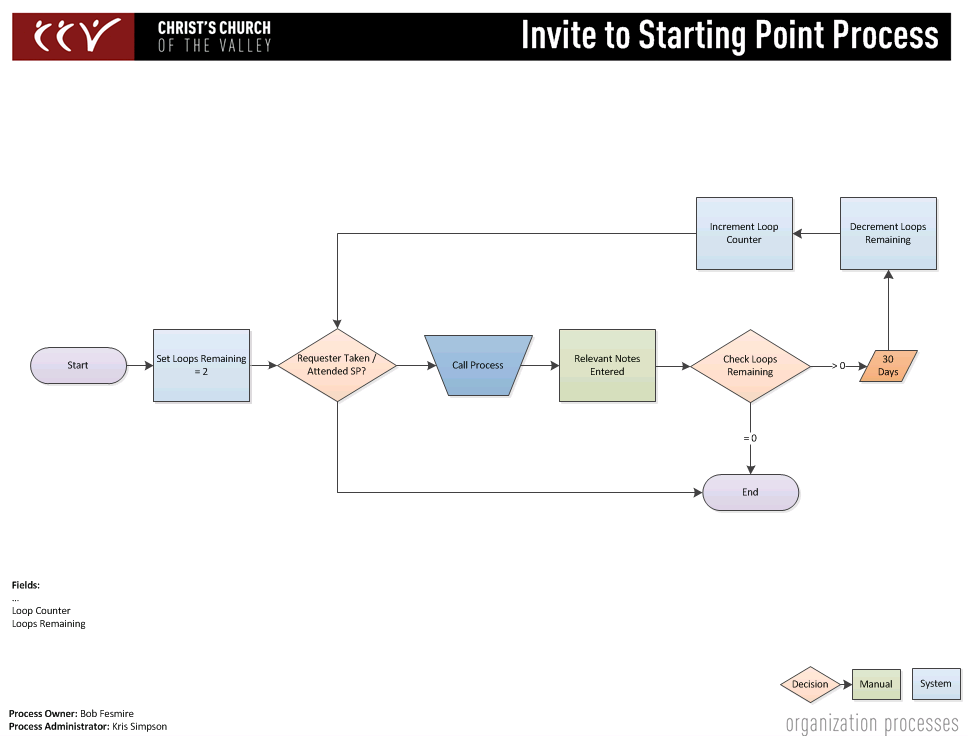 CHRIST'S CHURCH
OF THE VALLEY
Invite to Starting Point Process
Increment Loop
Counter
Decrement Loops
Remaining
Start
Set Loops Remaining
= 2
Requester Taken /
Attended SP?
Call Process
Relevant Notes
Entered
Check Loops
Remaining
> 0
30
Days
= 0
End
Fields:
...
Loop Counter
Loops Remaining
Decision
Manual
System
Process Owner: Bob Fesmire
Process Administrator: Kris Simpson
organization processes